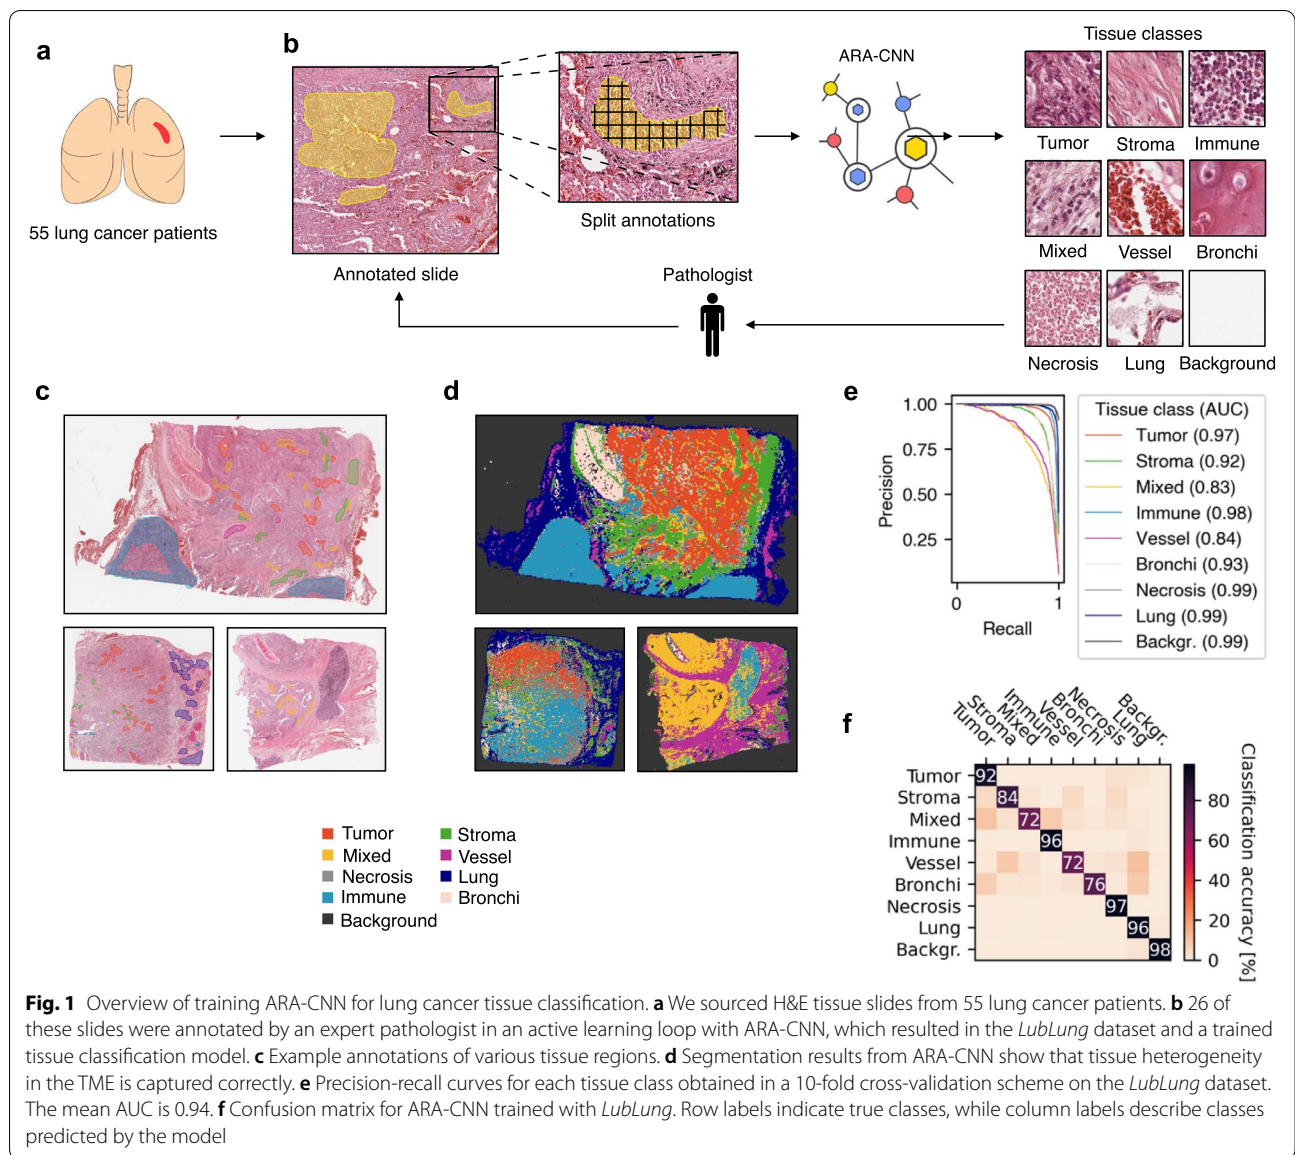 a
55 lung cancer patients
b
Annotated slide
Split annotations
ARA-CNN
Pathologist
Tissue classes
Tumor Stroma Immune
Mixed Vessel Bronchi
Necrosis Lung Background
c
d
Tumor
Mixed
Necrosis
Immune
Background
Stroma
Vessel
Lung
Bronchi
e
Precision
1.00
0.75
0.50
0.25
0 1
Recall
Tissue class (AUC)
Tumor (0.97)
Stroma (0.92)
Mixed (0.83)
Immune (0.98)
Vessel (0.84)
Bronchi (0.93)
Necrosis (0.99)
Lung (0.99)
Backgr. (0.99)
f
Tumor
Stroma
Mixed
Immune
Vessel
Bronchi
Necrosis
Lung
Backgr.
Tumor 92
Stroma 84
Mixed 72
Immune 96
Vessel 72
Bronchi 76
Necrosis 97
Lung 96
Backgr. 98
80
60
40
20
0
Classification accuracy [%]
Fig. 1 Overview of training ARA-CNN for lung cancer tissue classification. a We sourced H&E tissue slides from 55 lung cancer patients. b 26 of
these slides were annotated by an expert pathologist in an active learning loop with ARA-CNN, which resulted in the LubLung dataset and a trained
tissue classification model. c Example annotations of various tissue regions. d Segmentation results from ARA-CNN show that tissue heterogeneity
in the TME is captured correctly. e Precision-recall curves for each tissue class obtained in a 10-fold cross-validation scheme on the LubLung dataset.
The mean AUC is 0.94. f Confusion matrix for ARA-CNN trained with LubLung. Row labels indicate true classes, while column labels describe classes
predicted by the model